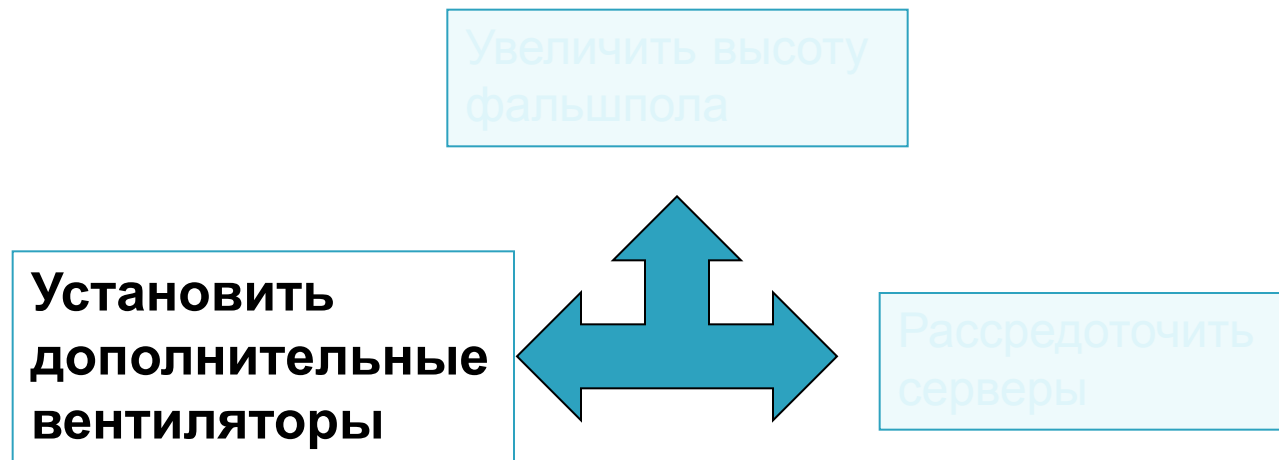 Увеличить высоту
фальшпола
Установить
дополнительные
вентиляторы
Рассредоточить
серверы